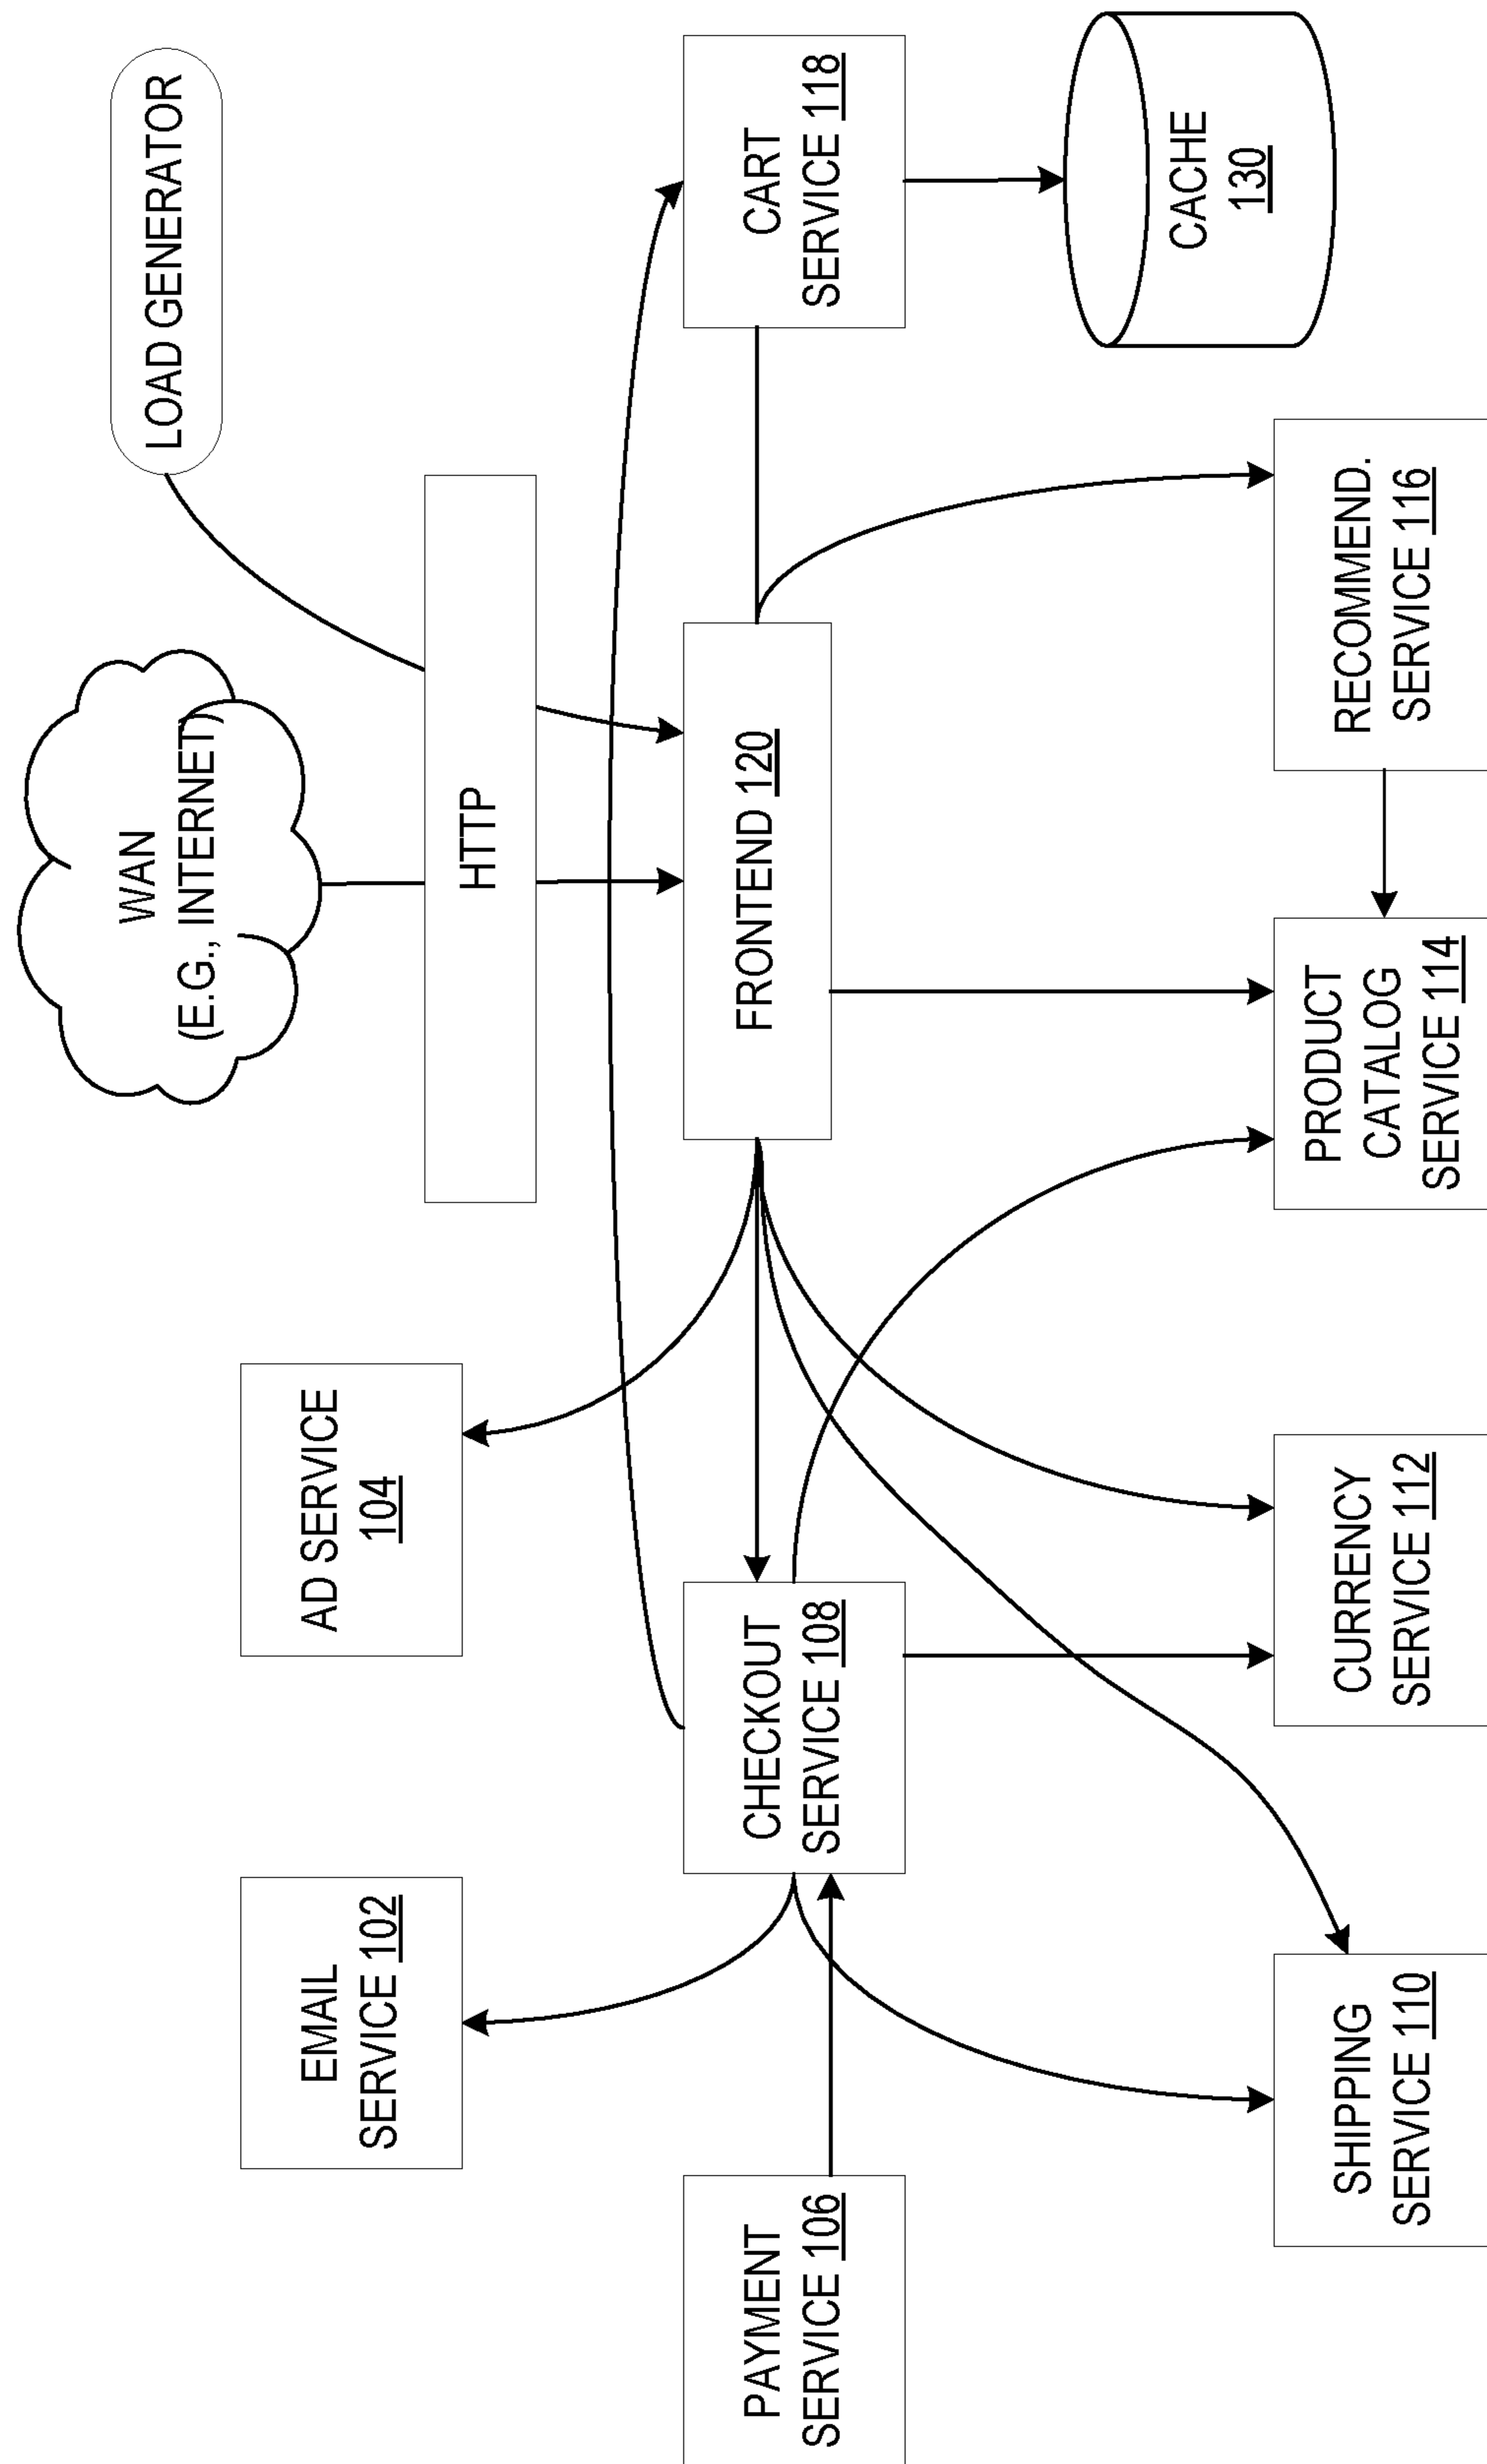 LOAD GENERATOR
WAN
(E.G., INTERNET)
HTTP
EMAIL
SERVICE 102
AD SERVICE
104
PAYMENT
SERVICE 106
CHECKOUT
SERVICE 108
FRONTEND 120
CART
SERVICE 118
CACHE
130
SHIPPING
SERVICE 110
CURRENCY
SERVICE 112
PRODUCT
CATALOG
SERVICE 114
RECOMMEND.
SERVICE 116